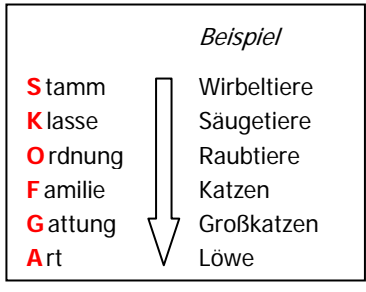 Beispiel
Stamm Wirbeltiere
Klasse Säugetiere
Ordnung Raubtiere
Familie Katzen
Gattung Großkatzen
Art Löwe